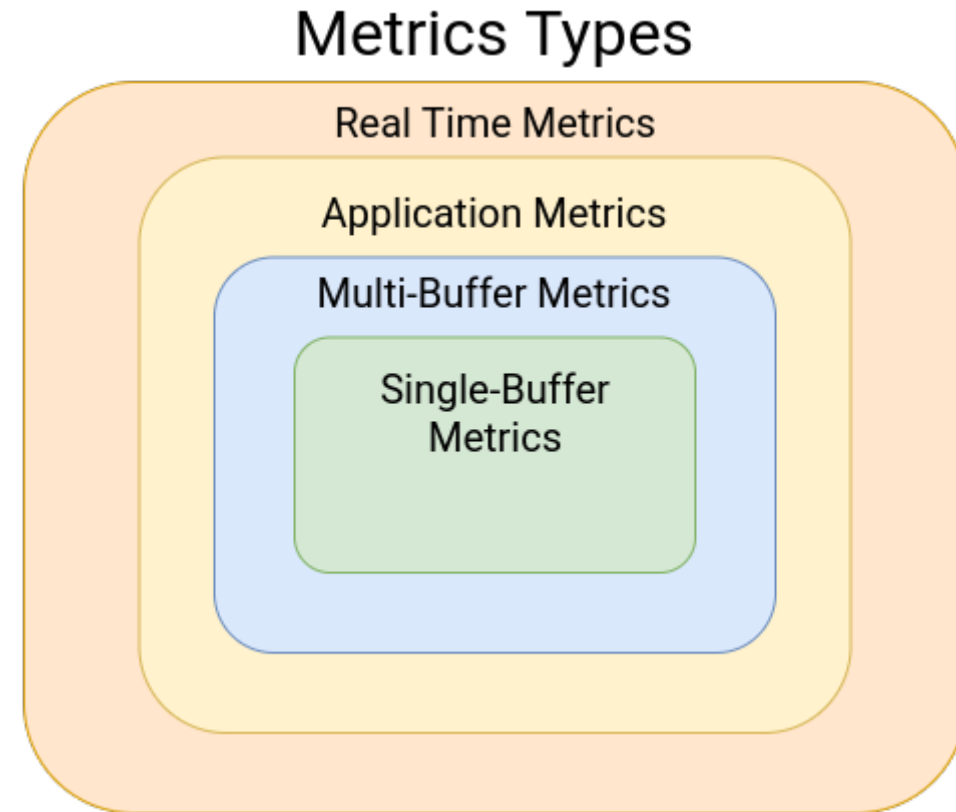 Metrics Types
Real Time Metrics
Application Metrics
Multi-Buffer Metrics
Single-Buffer
Metrics